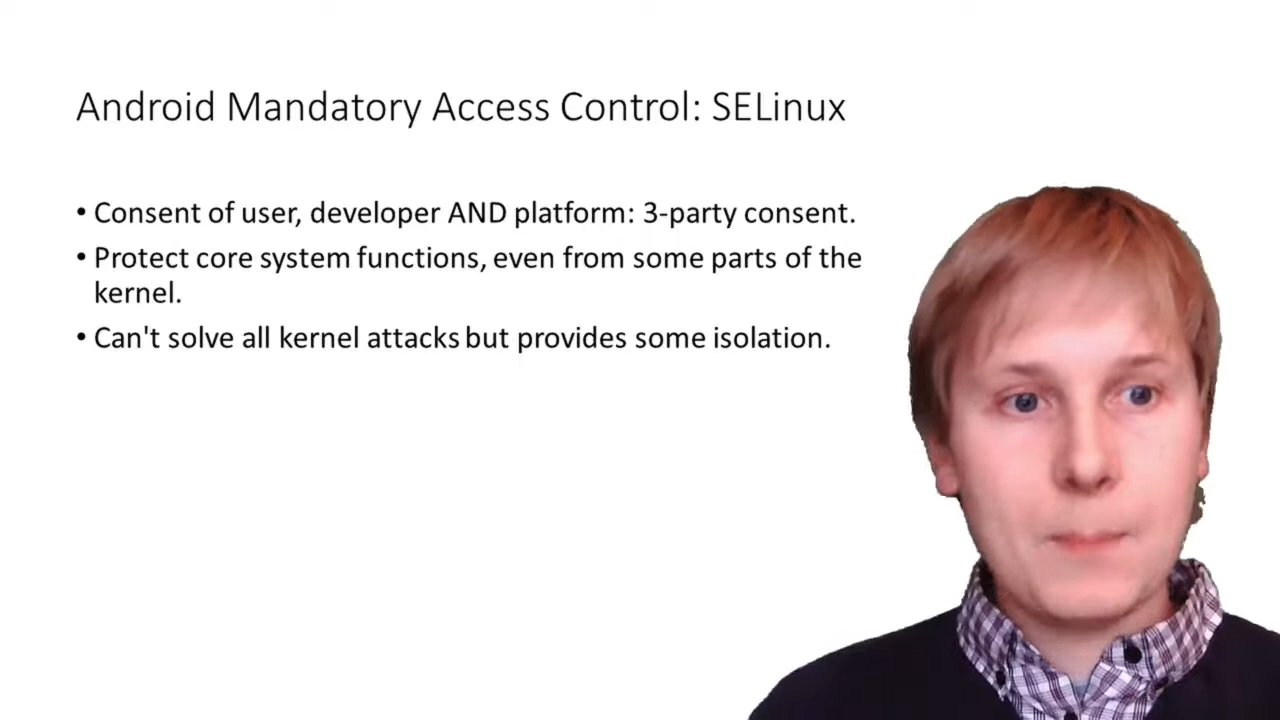 Android Mandatory Access Control: SELinux
• Consent of user, developer AND platform: 3-party consent.
• Protect core system functions, even from some parts of the
kernel.
• Can't solve all kernel attacks but provides some isolation.